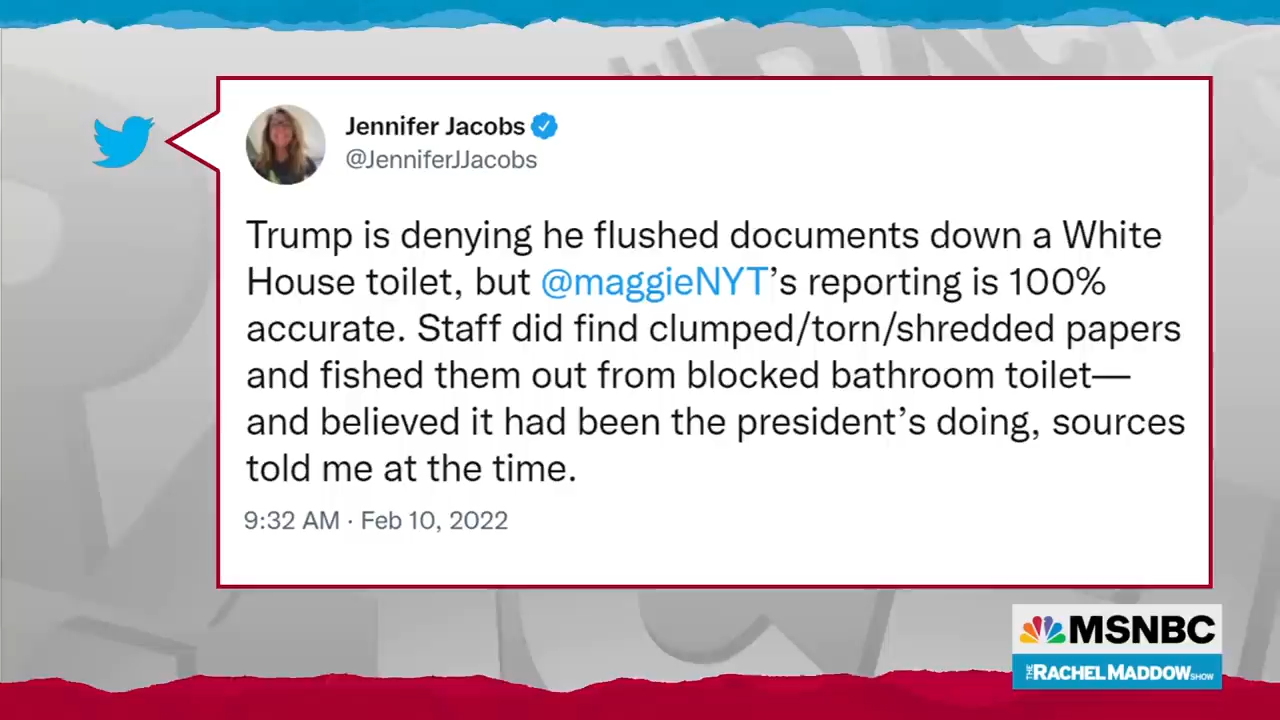 Jennifer Jacobs
@JenniferJJacobs
Trump is denying he flushed documents down a White
House toilet, but @maggieNYT’s reporting is 100%
accurate. Staff did find clumped/torn/shredded papers
and fished them out from blocked bathroom toilet—
and believed it had been the president’s doing, sources
told me at the time.
9:32 AM · Feb 10, 2022
MSNBC
THE RACHEL MADDOW SHOW